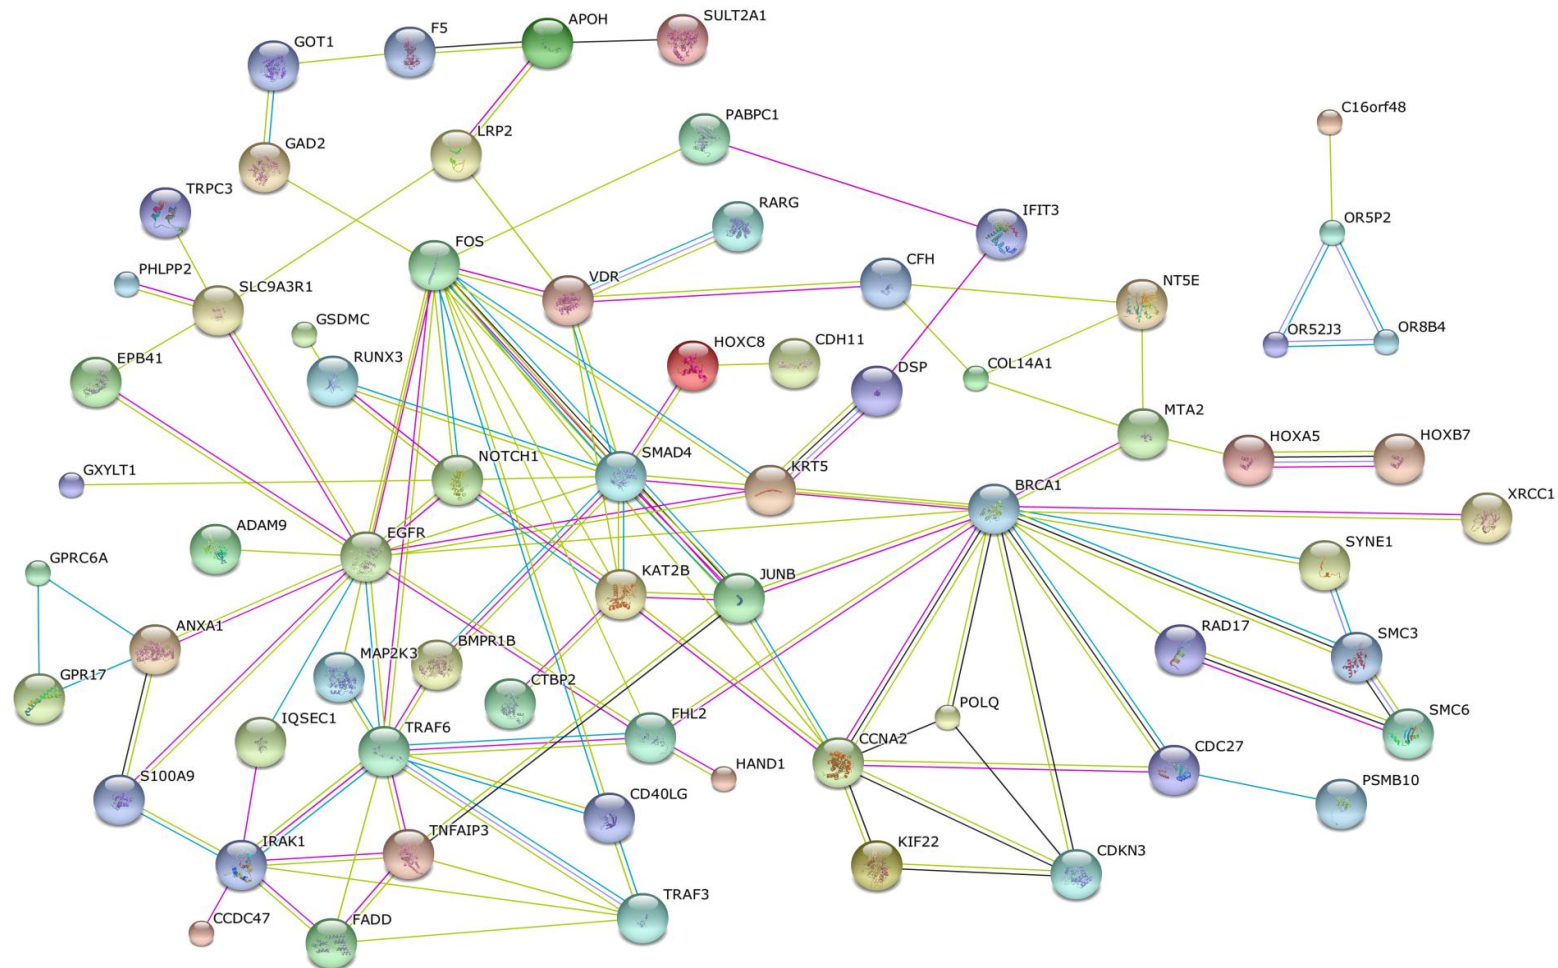 SULT2A1
APOH
F5
GOT1
C16orf48
PABPC1
LRP2
GAD2
TRPC3
RARG
IFIT3
OR5P2
FOS
CFH
PHLPP2
SLC9A3R1
VDR
NT5E
GSDMC
OR52J3
OR8B4
EPB41
RUNX3
HOXC8
CDH11
COL14A1
DSP
MTA2
HOXA5
HOXB7
GXYLT1
NOTCH1
SMAD4
KRT5
BRCA1
XRCC1
ADAM9
EGFR
SYNE1
GPRC6A
KAT2B
JUNB
ANXA1
RAD17
SMC3
GPR17
MAP2K3
BMPR1B
CTBP2
POLQ
SMC6
IQSEC1
TRAF6
FHL2
CCNA2
CDC27
HAND1
S100A9
CD40LG
PSMB10
IRAK1
TNFAIP3
KIF22
CDKN3
TRAF3
CCDC47
FADD